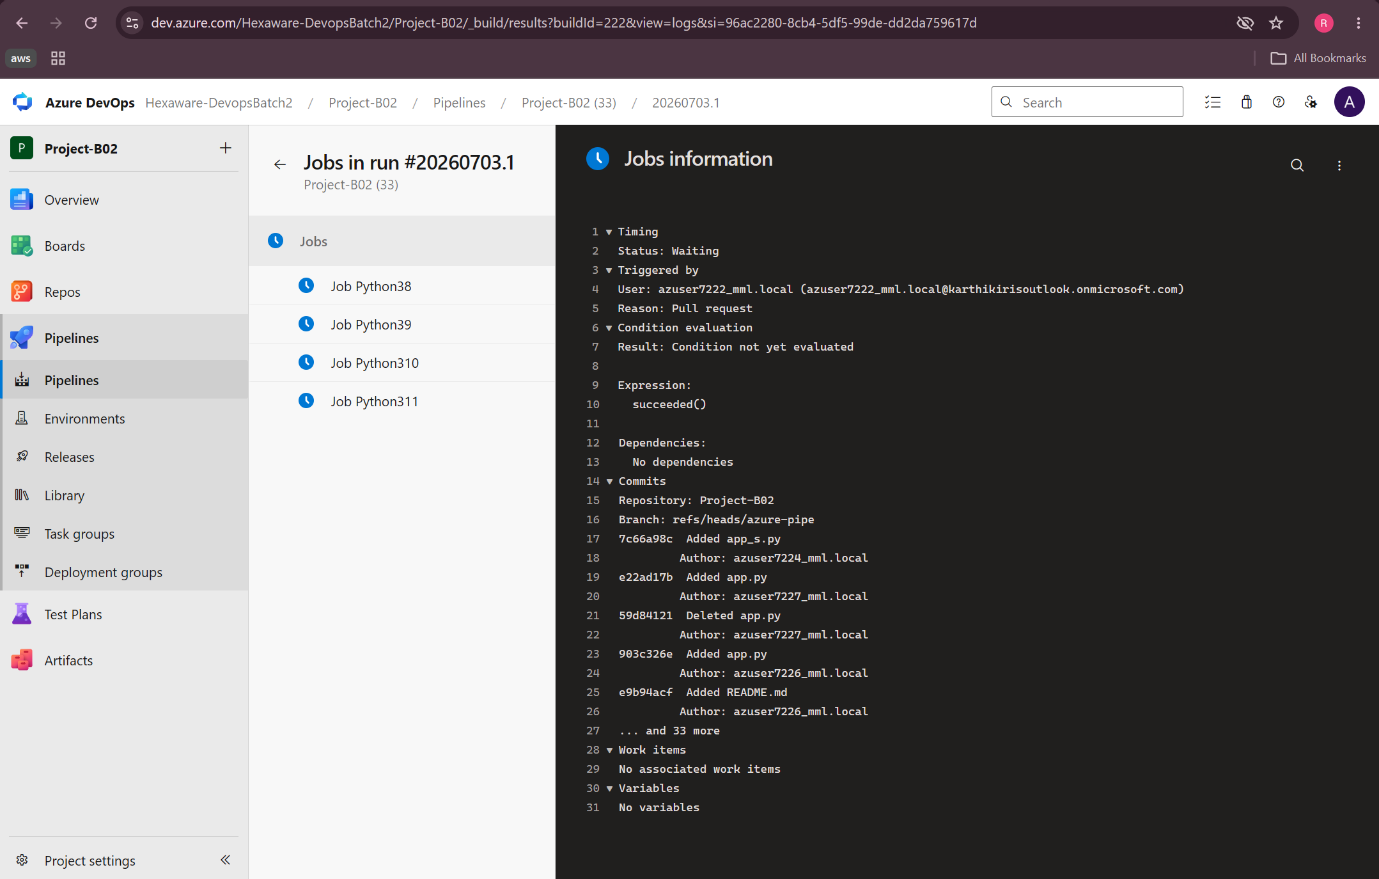 dev.azure.com/Hexaware-DevopsBatch2/Project-B02/_build/results?buildId=222&view=logs&si=96ac2280-8cb4-5df5-99de-dd2da759617d
R
aws
All Bookmarks
Azure DevOps Hexaware-DevopsBatch2 / Project-B02 / Pipelines / Project-B02 (33) / 20260703.1
Search
A
P Project-B02
Overview
Boards
Repos
Pipelines
Pipelines
Environments
Releases
Library
Task groups
Deployment groups
Test Plans
Artifacts
Project settings
Jobs in run #20260703.1
Project-B02 (33)
Jobs
Job Python38
Job Python39
Job Python310
Job Python311
Jobs information
1 Timing
2 Status: Waiting
3 Triggered by
4 User: azuser7222_mml.local (azuser7222_mml.local@karthikirisoutlook.onmicrosoft.com)
5 Reason: Pull request
6 Condition evaluation
7 Result: Condition not yet evaluated
8
9 Expression:
10 succeeded()
11
12 Dependencies:
13 No dependencies
14 Commits
15 Repository: Project-B02
16 Branch: refs/heads/azure-pipe
17 7c66a98c Added app_s.py
18 Author: azuser7224_mml.local
19 e22ad17b Added app.py
20 Author: azuser7227_mml.local
21 59d84121 Deleted app.py
22 Author: azuser7227_mml.local
23 903c326e Added app.py
24 Author: azuser7226_mml.local
25 e9b94acf Added README.md
26 Author: azuser7226_mml.local
27 ... and 33 more
28 Work items
29 No associated work items
30 Variables
31 No variables